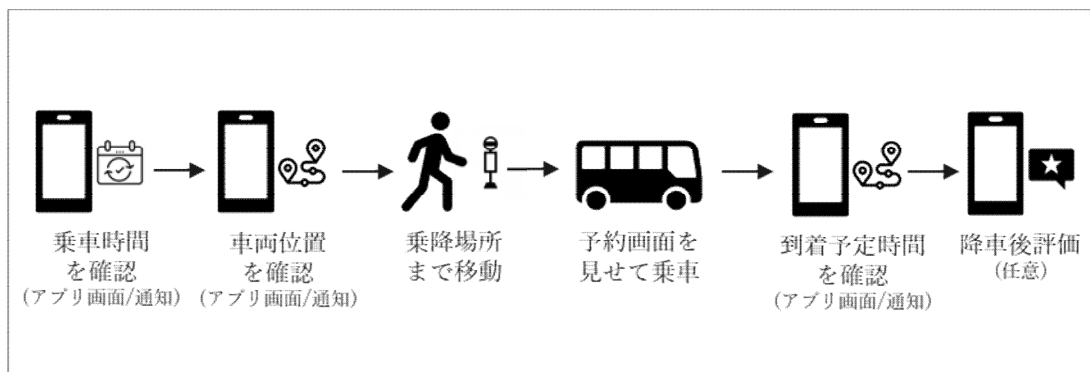 乗車時間
を確認
(アプリ画面/通知)
車両位置
を確認
(アプリ画面/通知)
乗降場所
まで移動
予約画面を
見せて乗車
到着予定時間
を確認
(アプリ画面/通知)
降車後評価
(任意)